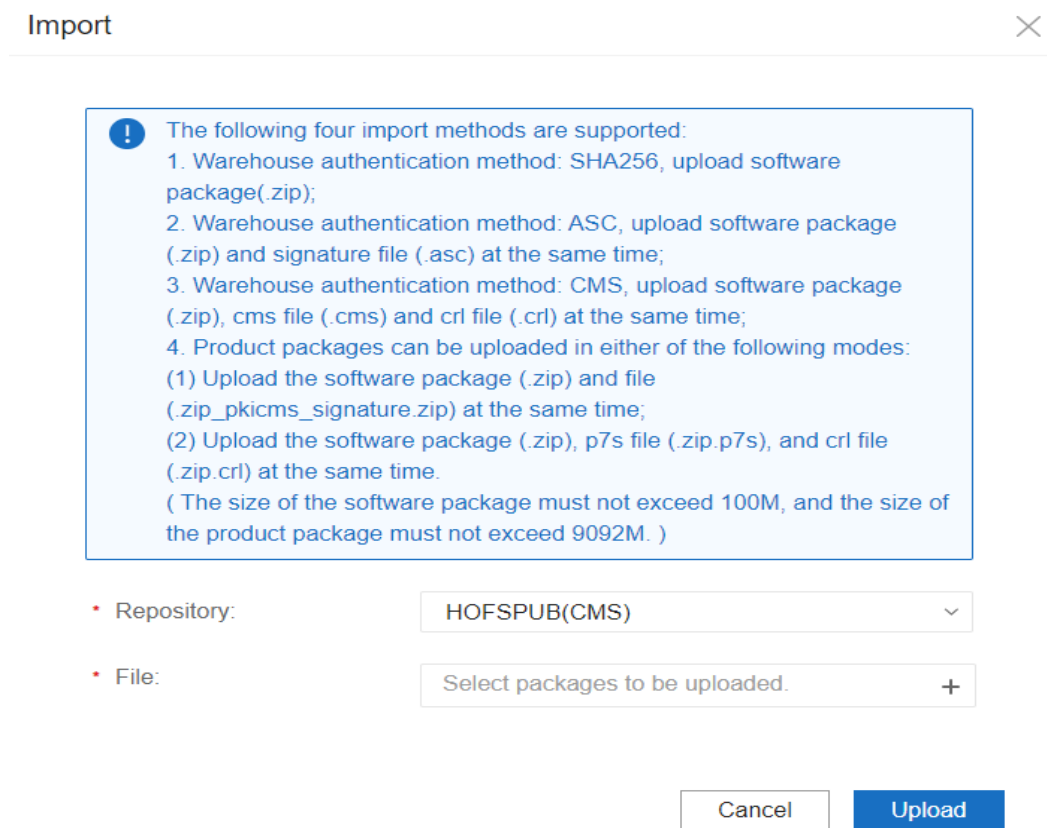 Import
The following four import methods are supported:
1. Warehouse authentication method: SHA256, upload software
package(.zip);
2. Warehouse authentication method: ASC, upload software package
(.zip) and signature file (.asc) at the same time;
3. Warehouse authentication method: CMS, upload software package
(.zip), cms file (.cms) and crl file (.crl) at the same time;
4. Product packages can be uploaded in either of the following modes:
(1) Upload the software package (.zip) and file
(.zip_pkicms_signature.zip) at the same time;
(2) Upload the software package (.zip), p7s file (.zip.p7s), and crl file
(.zip.crl) at the same time.
( The size of the software package must not exceed 100M, and the size of
the product package must not exceed 9092M. )
* Repository: HOFSPUB(CMS)
* File: Select packages to be uploaded. +
Cancel Upload